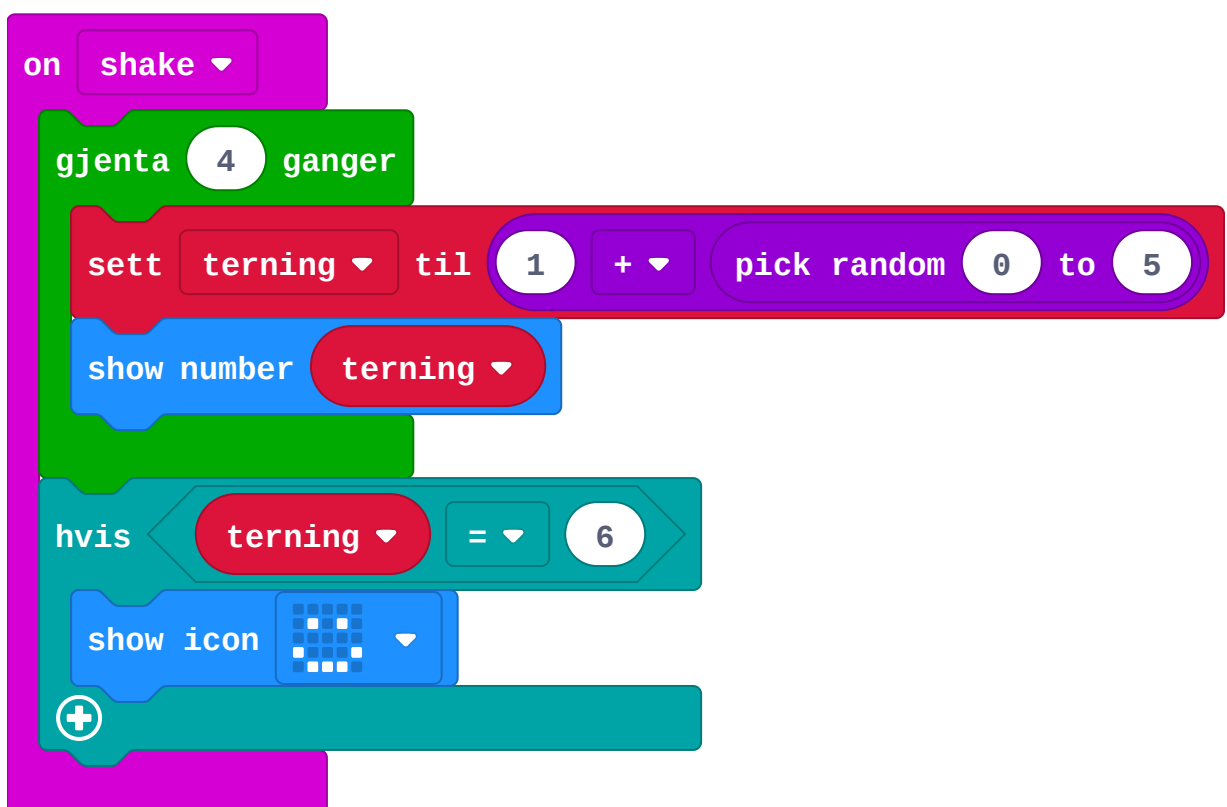 on shake
gjenta 4 ganger
sett terning til 1 + pick random 0 to 5
show number terning
hvis terning = 6
show icon